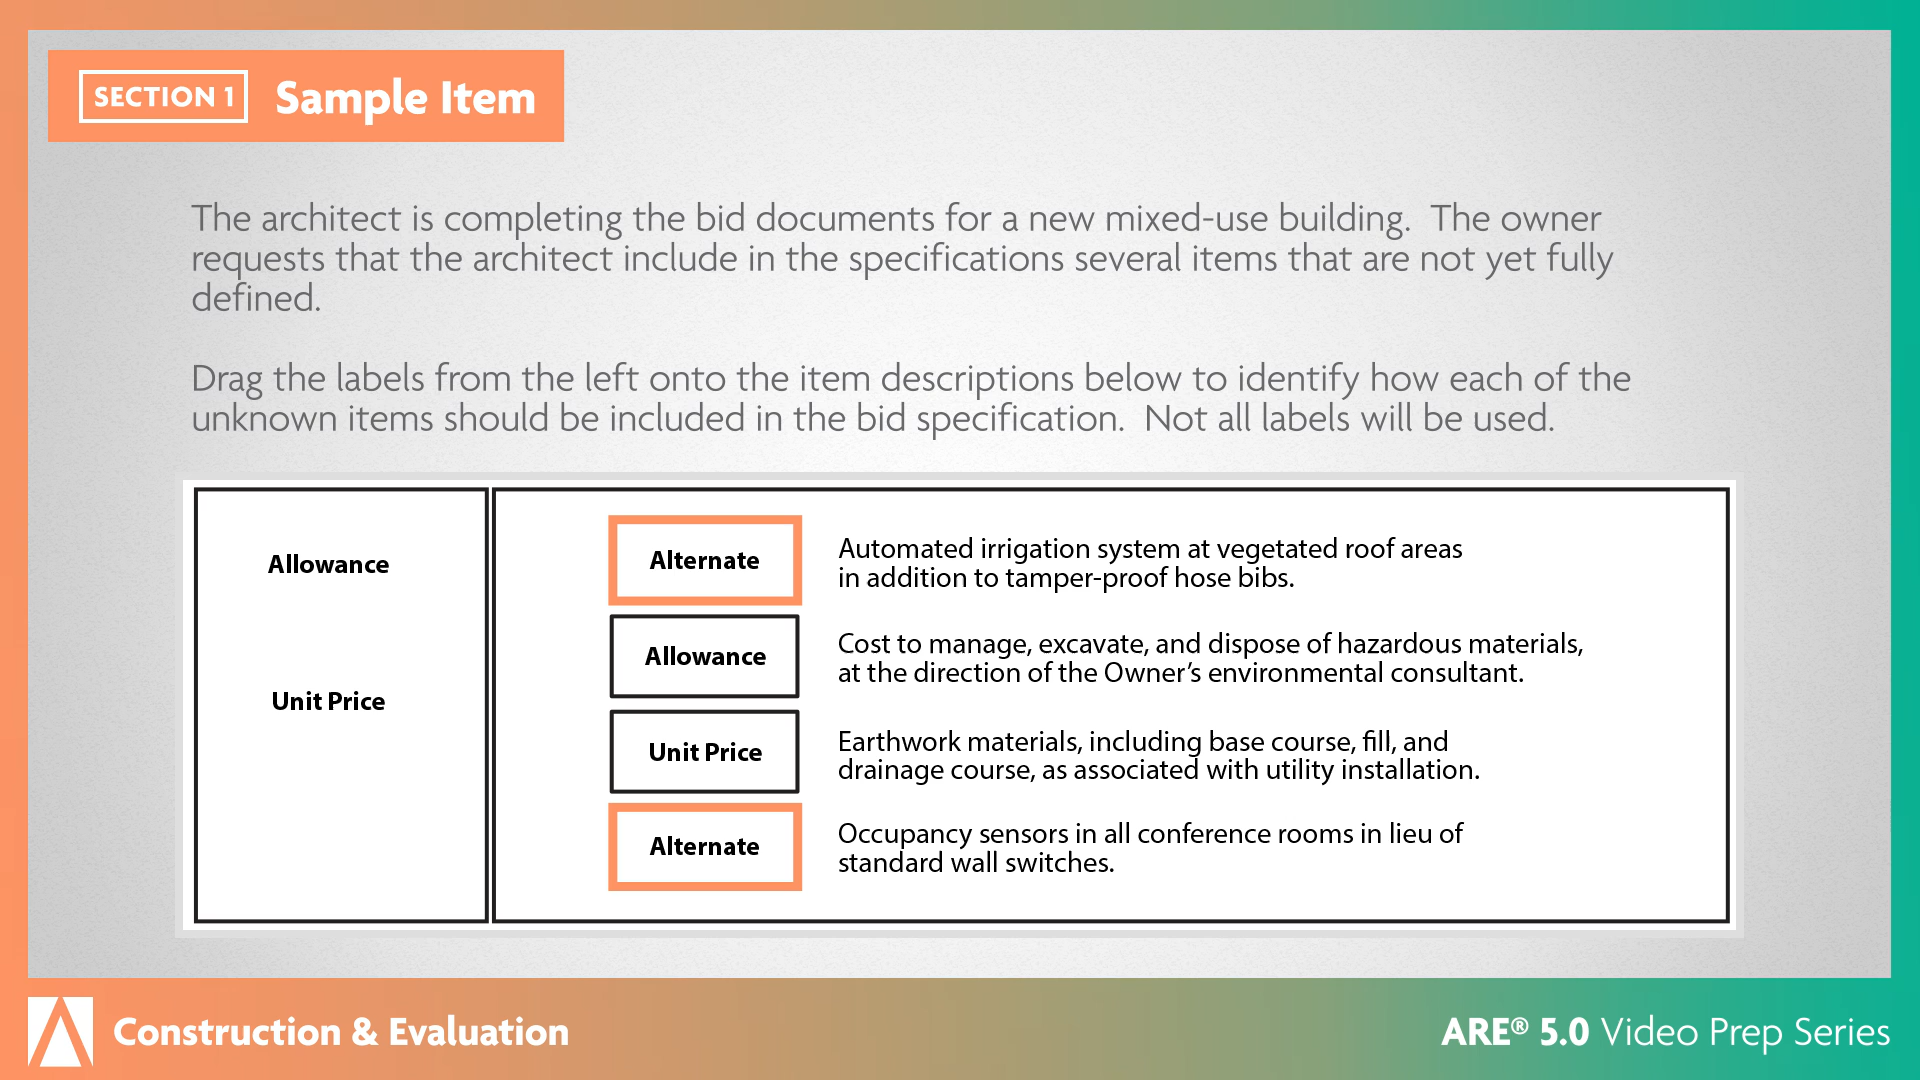 SECTION 1 Sample Item
The architect is completing the bid documents for a new mixed-use building. The owner
requests that the architect include in the specifications several items that are not yet fully
defined.
Drag the labels from the left onto the item descriptions below to identify how each of the
unknown items should be included in the bid specification. Not all labels will be used.
Allowance
Unit Price
Alternate
Automated irrigation system at vegetated roof areas
in addition to tamper-proof hose bibs.
Allowance
Cost to manage, excavate, and dispose of hazardous materials,
at the direction of the Owner’s environmental consultant.
Unit Price
Earthwork materials, including base course, fill, and
drainage course, as associated with utility installation.
Alternate
Occupancy sensors in all conference rooms in lieu of
standard wall switches.
Construction & Evaluation
ARE® 5.0 Video Prep Series